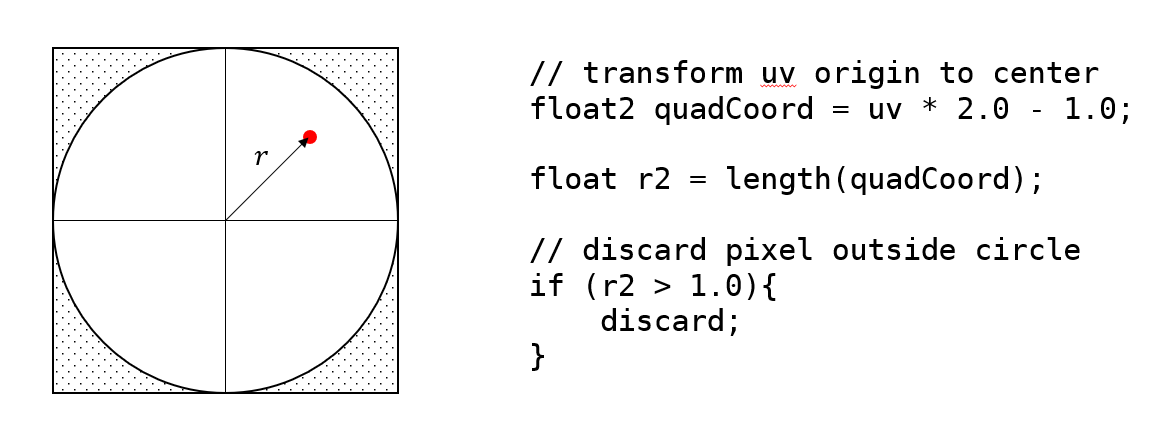 r
// transform uv origin to center
float2 quadCoord = uv * 2.0 - 1.0;
float r2 = length(quadCoord);
// discard pixel outside circle
if (r2 > 1.0){
    discard;
}